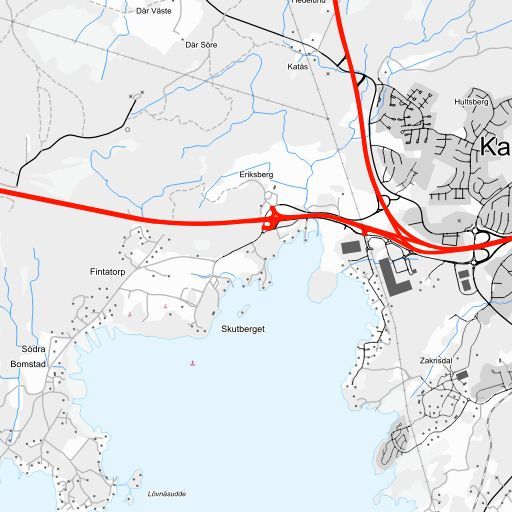 Hedelund
Där Väste
Där Söre
Katås
Hultsberg
Ka
Eriksberg
Fintatorp
Skutberget
Södra
Bomstad
Zakrisdal
Lövnäsudde